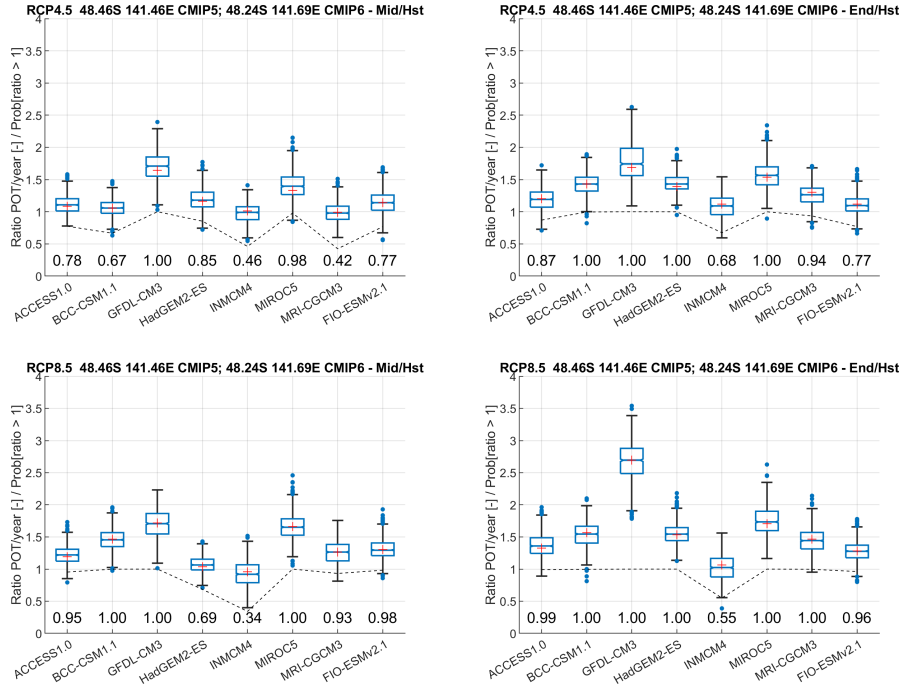 RCP4.5 48.46S 141.46E CMIP5; 48.24S 141.69E CMIP6 - Mid/Hst
Ratio POT/year [-] / Prob[ratio > 1]
4
3.5
3
2.5
2
1.5
1
0.5
0
0.78 0.67 1.00 0.85 0.46 0.98 0.42 0.77
ACCESS1.0 BCC-CSM1.1 GFDL-CM3 HadGEM2-ES INMCM4 MIROC5 MRI-CGCM3 FIO-ESMv2.1
RCP4.5 48.46S 141.46E CMIP5; 48.24S 141.69E CMIP6 - End/Hst
Ratio POT/year [-] / Prob[ratio > 1]
4
3.5
3
2.5
2
1.5
1
0.5
0
0.87 1.00 1.00 1.00 0.68 1.00 0.94 0.77
ACCESS1.0 BCC-CSM1.1 GFDL-CM3 HadGEM2-ES INMCM4 MIROC5 MRI-CGCM3 FIO-ESMv2.1
RCP8.5 48.46S 141.46E CMIP5; 48.24S 141.69E CMIP6 - Mid/Hst
Ratio POT/year [-] / Prob[ratio > 1]
4
3.5
3
2.5
2
1.5
1
0.5
0
0.95 1.00 1.00 0.69 0.34 1.00 0.93 0.98
ACCESS1.0 BCC-CSM1.1 GFDL-CM3 HadGEM2-ES INMCM4 MIROC5 MRI-CGCM3 FIO-ESMv2.1
RCP8.5 48.46S 141.46E CMIP5; 48.24S 141.69E CMIP6 - End/Hst
Ratio POT/year [-] / Prob[ratio > 1]
4
3.5
3
2.5
2
1.5
1
0.5
0
0.99 1.00 1.00 1.00 0.55 1.00 1.00 0.96
ACCESS1.0 BCC-CSM1.1 GFDL-CM3 HadGEM2-ES INMCM4 MIROC5 MRI-CGCM3 FIO-ESMv2.1